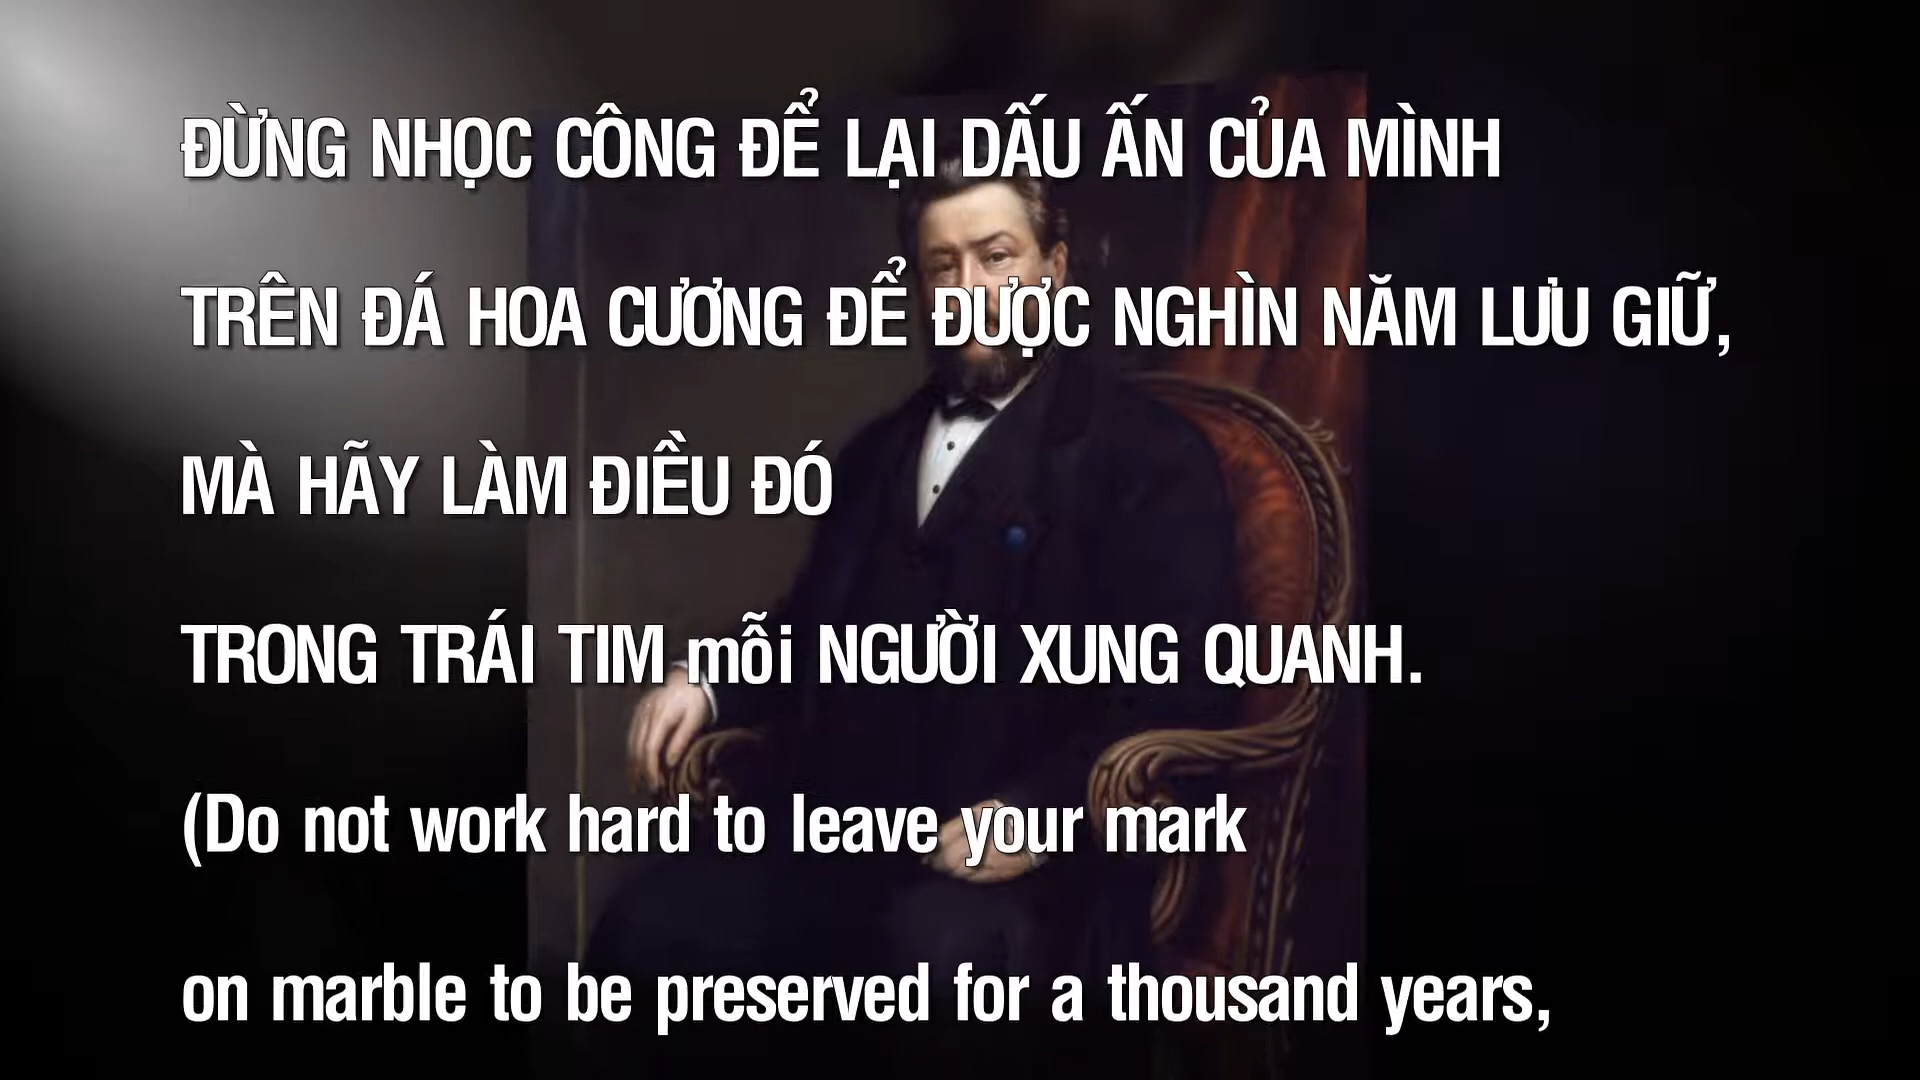 ĐỪNG NHỌC CÔNG ĐỂ LẠI DẤU ẤN CỦA MÌNH
TRÊN ĐÁ HOA CƯƠNG ĐỂ ĐƯỢC NGHÌN NĂM LƯU GIỮ,
MÀ HÃY LÀM ĐIỀU ĐÓ
TRONG TRÁI TIM mỗi NGƯỜI XUNG QUANH.
(Do not work hard to leave your mark
on marble to be preserved for a thousand years,